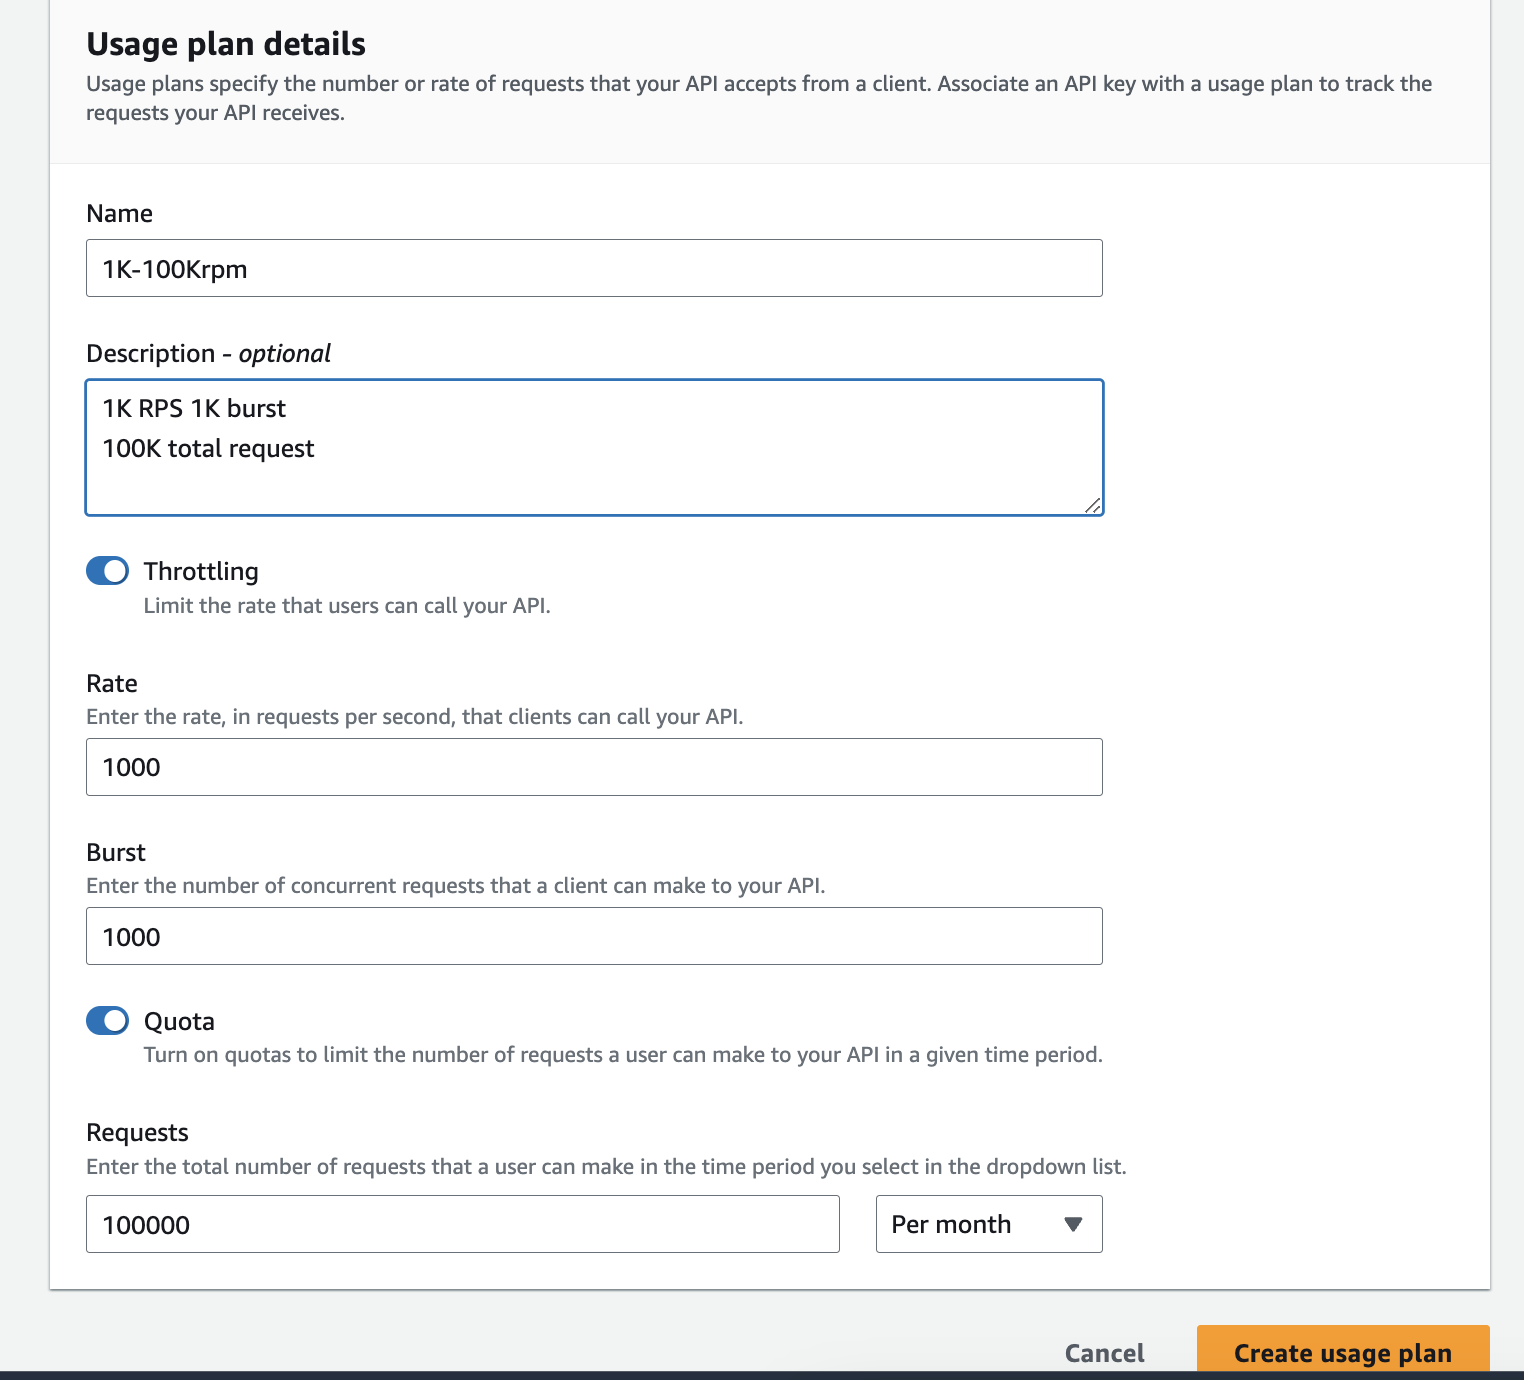 Usage plan details
Usage plans specify the number or rate of requests that your API accepts from a client. Associate an API key with a usage plan to track the
requests your API receives.
Name
1K-100Krpm
Description - optional
1K RPS 1K burst
100K total request
Throttling
Limit the rate that users can call your API.
Rate
Enter the rate, in requests per second, that clients can call your API.
1000
Burst
Enter the number of concurrent requests that a client can make to your API.
1000
Quota
Turn on quotas to limit the number of requests a user can make to your API in a given time period.
Requests
Enter the total number of requests that a user can make in the time period you select in the dropdown list.
100000 Per month
Cancel Create usage plan